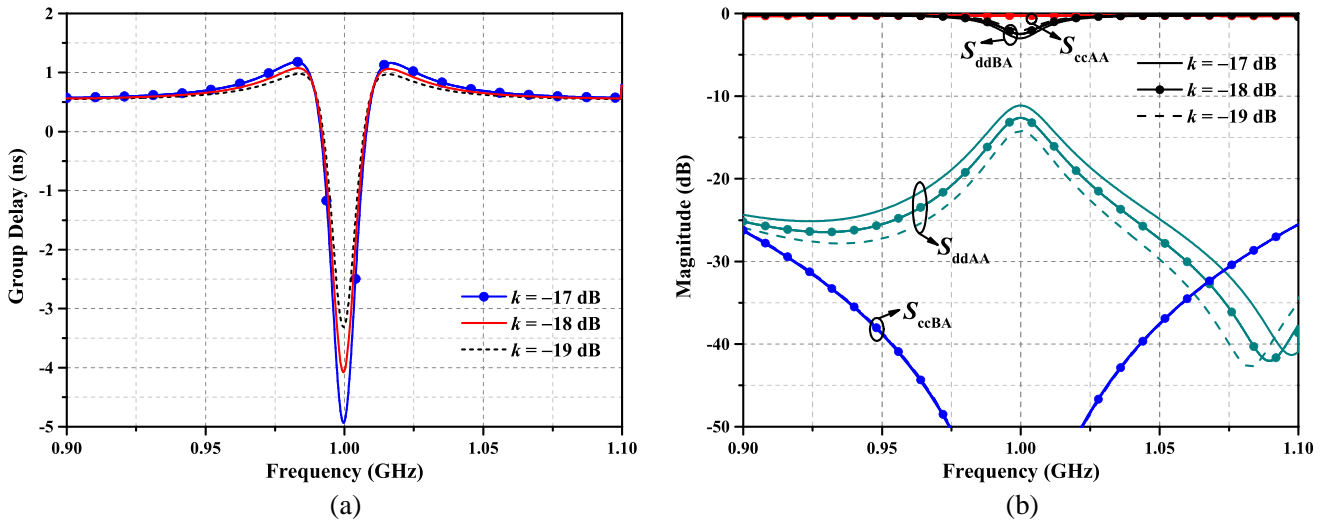 2
1
0
-1
-2
-3
-4
-5
Group Delay (ns)
k = –17 dB
k = –18 dB
k = –19 dB
0.90
0.95
1.00
1.05
1.10
Frequency (GHz)
(a)
0
-10
-20
-30
-40
-50
Magnitude (dB)
SddBA
SccAA
k = –17 dB
k = –18 dB
k = –19 dB
SddAA
SccBA
0.90
0.95
1.00
1.05
1.10
Frequency (GHz)
(b)